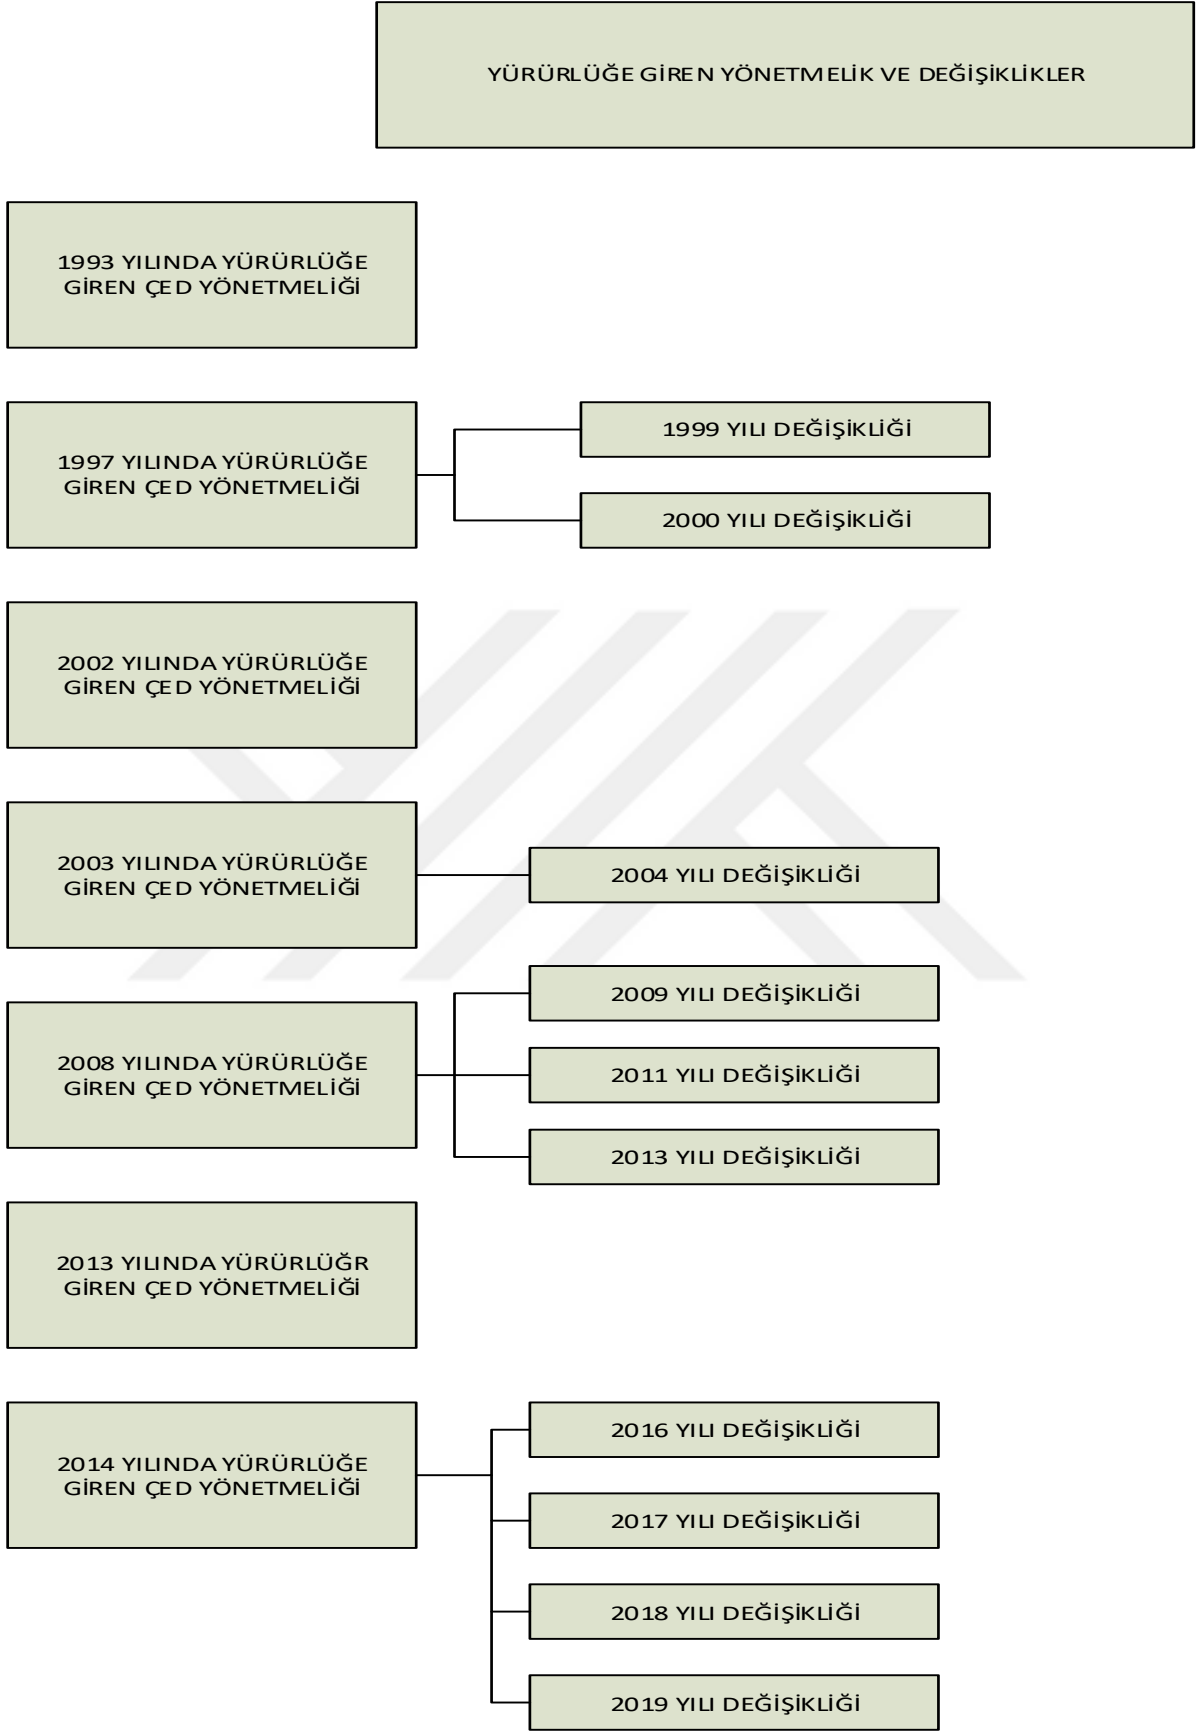 YÜRÜRLÜĞE GİREN YÖNETMELİK VE DEĞİŞİKLİKLER
1993 YILINDA YÜRÜRLÜĞE
GİREN ÇED YÖNETMELİĞİ
1997 YILINDA YÜRÜRLÜĞE
GİREN ÇED YÖNETMELİĞİ
1999 YILI DEĞİŞİKLİĞİ
2000 YILI DEĞİŞİKLİĞİ
2002 YILINDA YÜRÜRLÜĞE
GİREN ÇED YÖNETMELİĞİ
2003 YILINDA YÜRÜRLÜĞE
GİREN ÇED YÖNETMELİĞİ
2004 YILI DEĞİŞİKLİĞİ
2008 YILINDA YÜRÜRLÜĞE
GİREN ÇED YÖNETMELİĞİ
2009 YILI DEĞİŞİKLİĞİ
2011 YILI DEĞİŞİKLİĞİ
2013 YILI DEĞİŞİKLİĞİ
2013 YILINDA YÜRÜRLÜĞR
GİREN ÇED YÖNETMELİĞİ
2014 YILINDA YÜRÜRLÜĞE
GİREN ÇED YÖNETMELİĞİ
2016 YILI DEĞİŞİKLİĞİ
2017 YILI DEĞİŞİKLİĞİ
2018 YILI DEĞİŞİKLİĞİ
2019 YILI DEĞİŞİKLİĞİ